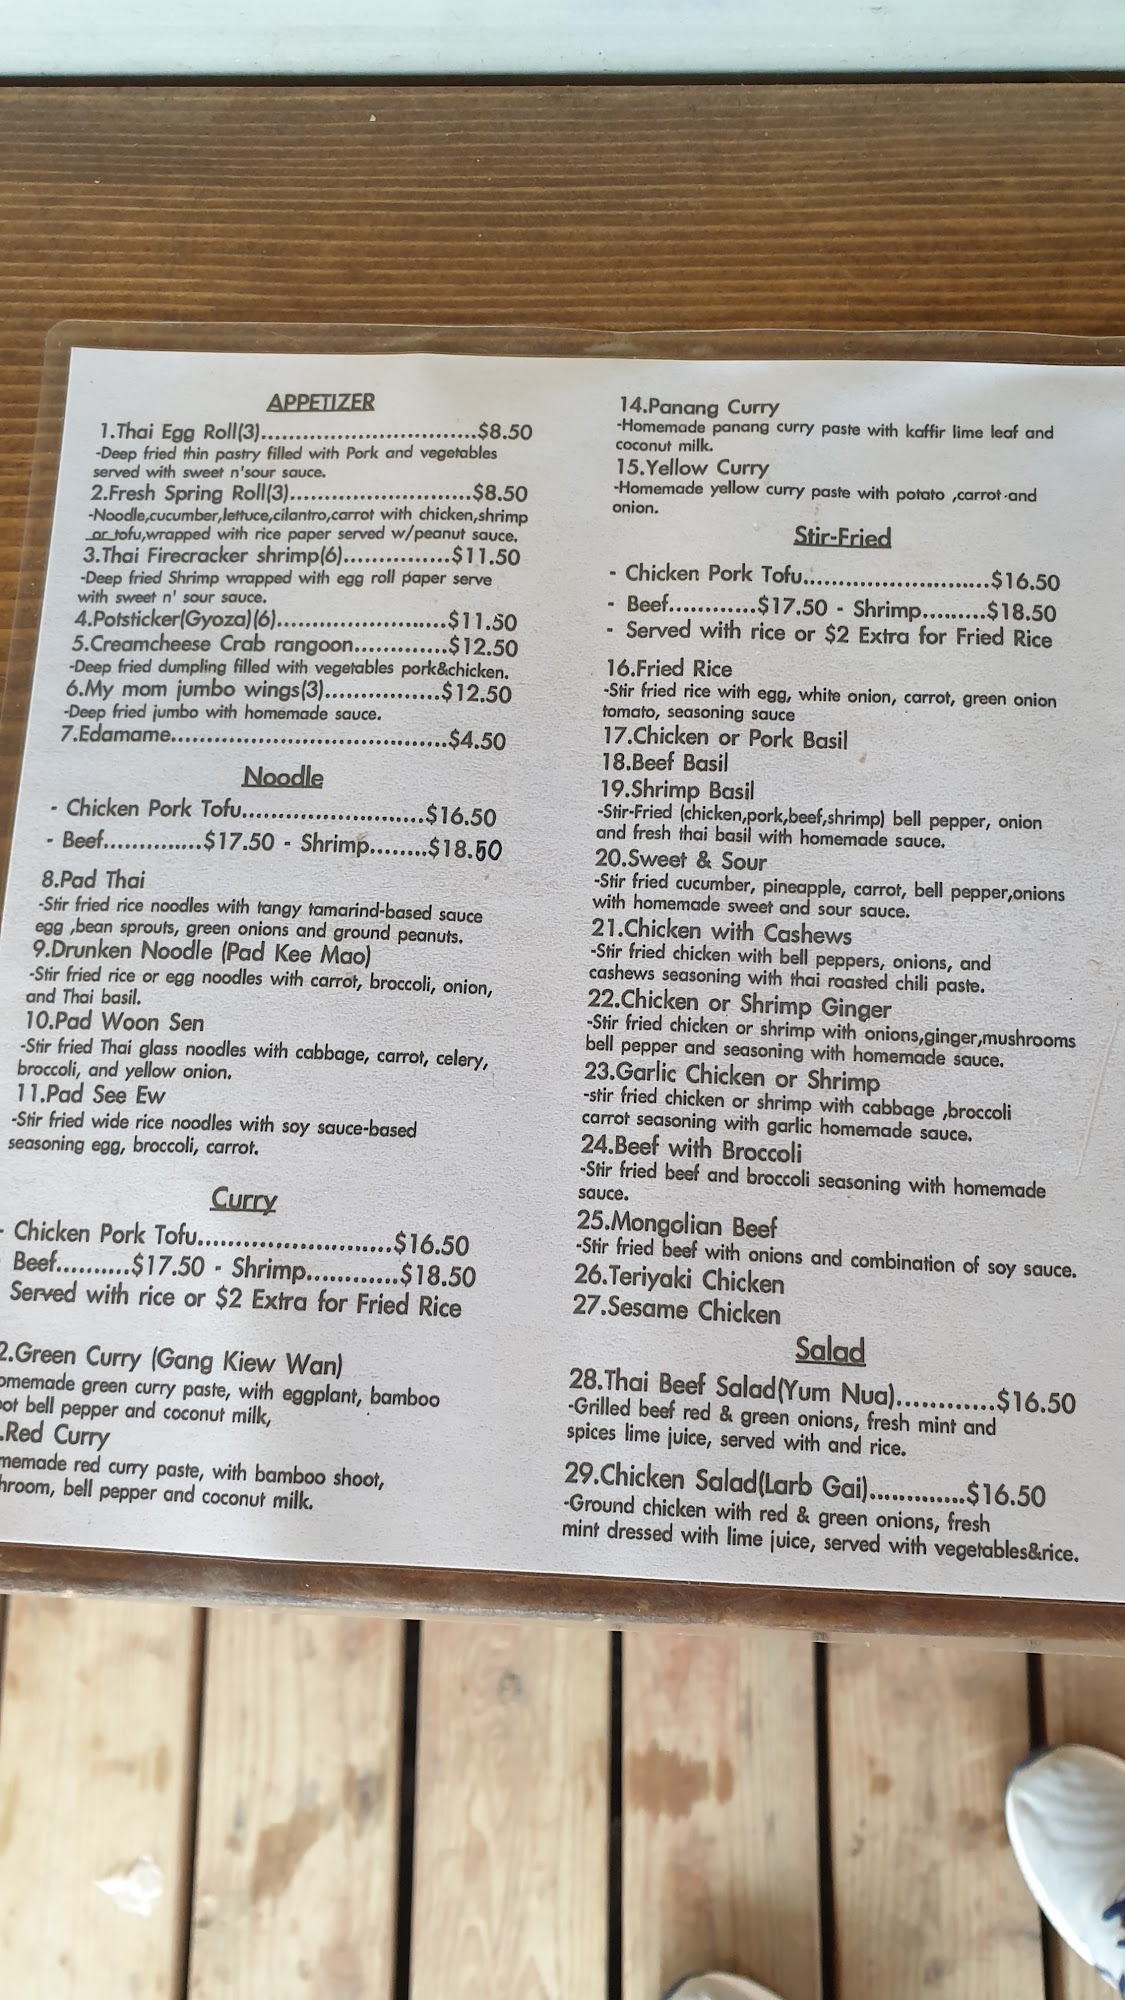 APPETIZER
1.Thai Egg Roll(3)................................$8.50
-Deep fried thin pastry filled with Pork and vegetables
served with sweet n'sour sauce.
2.Fresh Spring Roll(3)...........................$8.50
-Noodle,cucumber,lettuce,cilantro,carrot with chicken,shrimp
or tofu,wrapped with rice paper served w/peanut sauce.
3.Thai Firecracker shrimp(6)................$11.50
-Deep fried Shrimp wrapped with egg roll paper serve
with sweet n' sour sauce.
4.Potsticker(Gyoza)(6).........................$11.50
5.Creamcheese Crab rangoon..............$12.50
-Deep fried dumpling filled with vegetables pork&chicken.
6.My mom jumbo wings(3).................$12.50
-Deep fried jumbo with homemade sauce.
7.Edamame.........................................$4.50
Noodle
- Chicken Pork Tofu...........................$16.50
- Beef...............$17.50 - Shrimp........$18.50
8.Pad Thai
-Stir fried rice noodles with tangy tamarind-based sauce
egg ,bean sprouts, green onions and ground peanuts.
9.Drunken Noodle (Pad Kee Mao)
-Stir fried rice or egg noodles with carrot, broccoli, onion,
and Thai basil.
10.Pad Woon Sen
-Stir fried Thai glass noodles with cabbage, carrot, celery,
broccoli, and yellow onion.
11.Pad See Ew
-Stir fried wide rice noodles with soy sauce-based
seasoning egg, broccoli, carrot.
Curry
- Chicken Pork Tofu............................$16.50
Beef..........$17.50 - Shrimp.............$18.50
Served with rice or $2 Extra for Fried Rice
2.Green Curry (Gang Kiew Wan)
omemade green curry paste, with eggplant, bamboo
oot bell pepper and coconut milk,
.Red Curry
memade red curry paste, with bamboo shoot,
hroom, bell pepper and coconut milk.
14.Panang Curry
-Homemade panang curry paste with kaffir lime leaf and
coconut milk.
15.Yellow Curry
-Homemade yellow curry paste with potato ,carrot and
onion.
Stir-Fried
- Chicken Pork Tofu............................$16.50
- Beef............$17.50 - Shrimp.........$18.50
- Served with rice or $2 Extra for Fried Rice
16.Fried Rice
-Stir fried rice with egg, white onion, carrot, green onion
tomato, seasoning sauce
17.Chicken or Pork Basil
18.Beef Basil
19.Shrimp Basil
-Stir-Fried (chicken,pork,beef,shrimp) bell pepper, onion
and fresh thai basil with homemade sauce.
20.Sweet & Sour
-Stir fried cucumber, pineapple, carrot, bell pepper,onions
with homemade sweet and sour sauce.
21.Chicken with Cashews
-Stir fried chicken with bell peppers, onions, and
cashews seasoning with thai roasted chili paste.
22.Chicken or Shrimp Ginger
-Stir fried chicken or shrimp with onions,ginger,mushrooms
bell pepper and seasoning with homemade sauce.
23.Garlic Chicken or Shrimp
-stir fried chicken or shrimp with cabbage ,broccoli
carrot seasoning with garlic homemade sauce.
24.Beef with Broccoli
-Stir fried beef and broccoli seasoning with homemade
sauce.
25.Mongolian Beef
-Stir fried beef with onions and combination of soy sauce.
26.Teriyaki Chicken
27.Sesame Chicken
Salad
28.Thai Beef Salad(Yum Nua).............$16.50
-Grilled beef red & green onions, fresh mint and
spices lime juice, served with and rice.
29.Chicken Salad(Larb Gai)..............$16.50
-Ground chicken with red & green onions, fresh
mint dressed with lime juice, served with vegetables&rice.